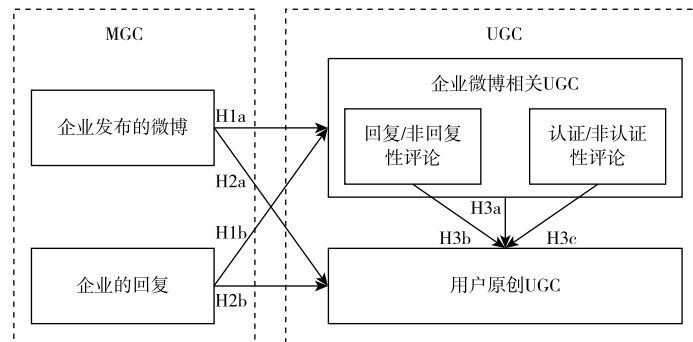 MGC
UGC
企业发布的微博
企业的回复
H1a
H2a
H1b
H2b
企业微博相关UGC
回复/非回复
性评论
认证/非认证
性评论
H3a
H3b
H3c
用户原创UGC